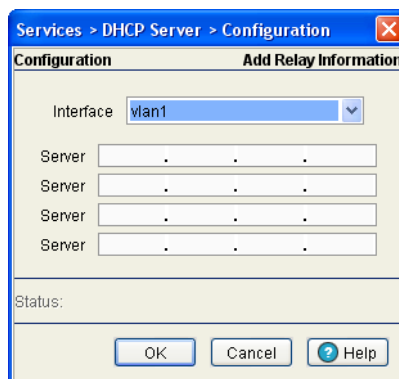 Services > DHCP Server > Configuration
Configuration Add Relay Information
Interface vlan1
Server . . .
Server . . .
Server . . .
Server . . .
Status:
OK Cancel ? Help